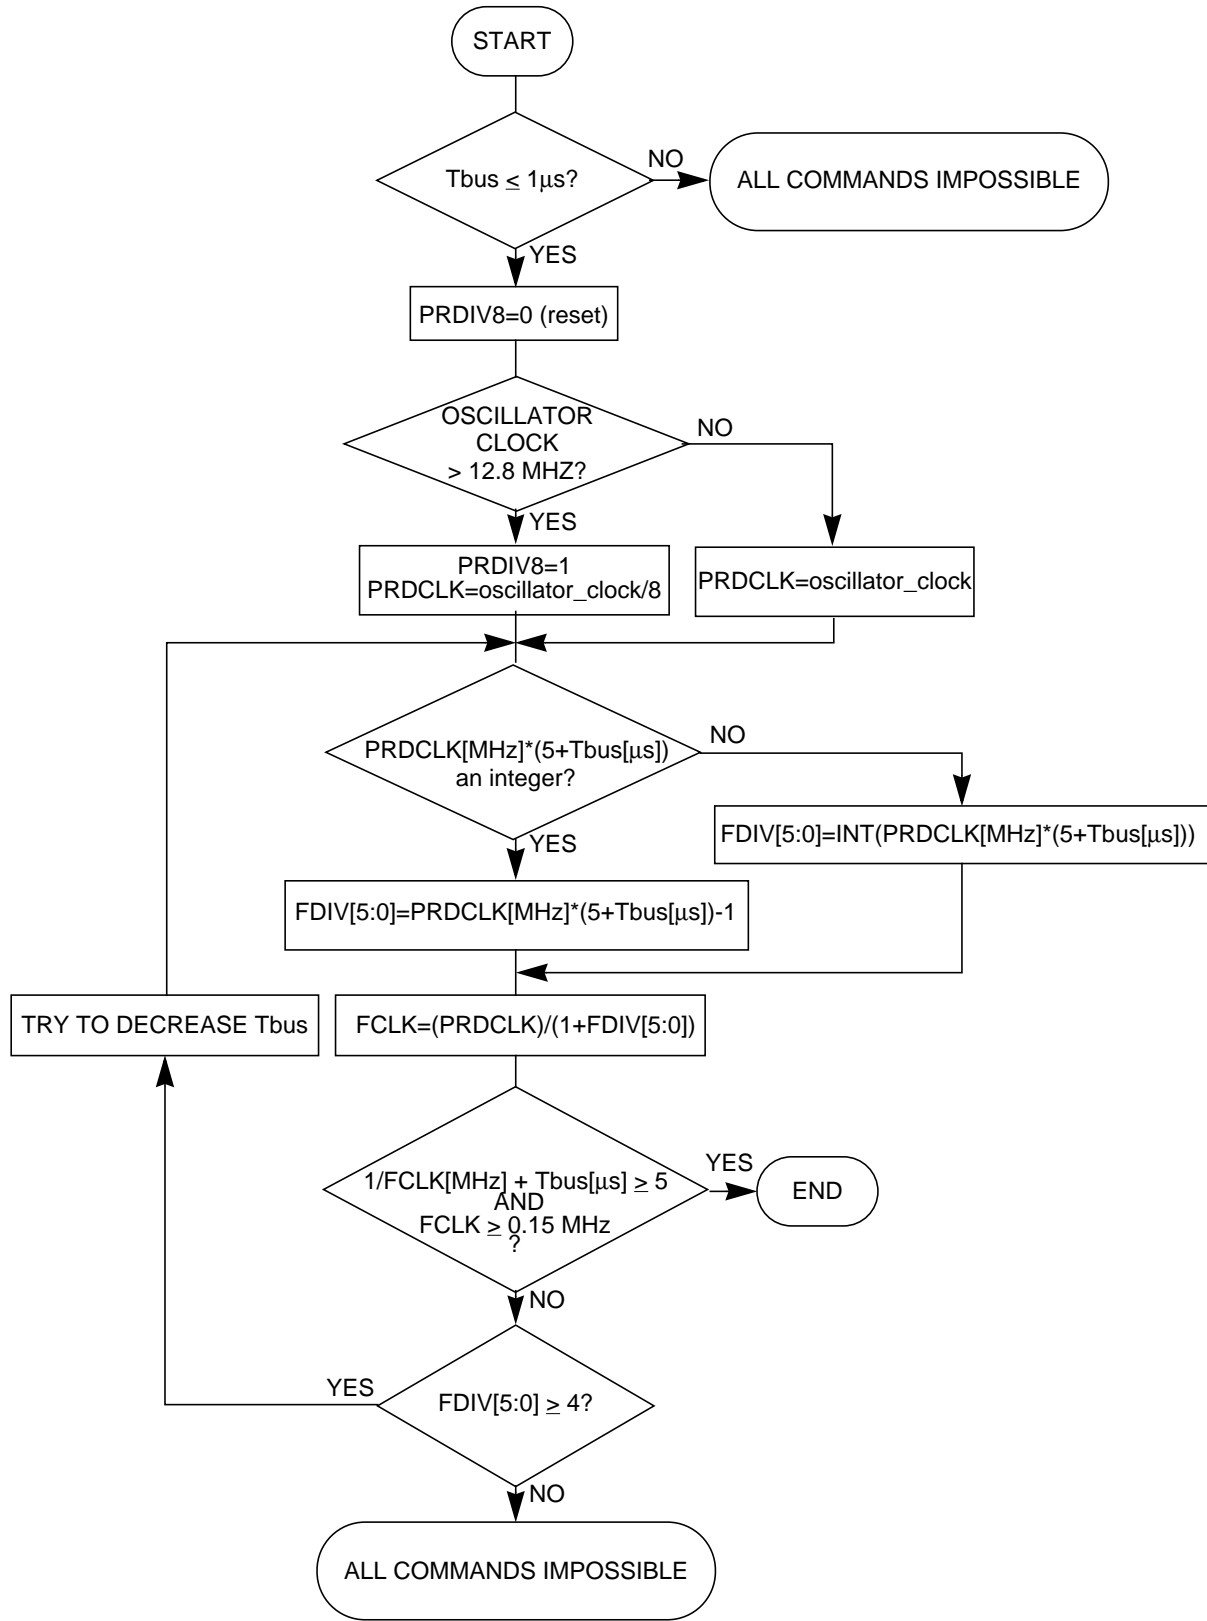 START
Tbus ≤ 1μs?
NO
ALL COMMANDS IMPOSSIBLE
YES
PRDIV8=0 (reset)
OSCILLATOR
CLOCK
> 12.8 MHZ?
NO
YES
PRDIV8=1
PRDCLK=oscillator_clock/8
PRDCLK=oscillator_clock
PRDCLK[MHz]*(5+Tbus[μs])
an integer?
NO
YES
FDIV[5:0]=INT(PRDCLK[MHz]*(5+Tbus[μs]))
FDIV[5:0]=PRDCLK[MHz]*(5+Tbus[μs])-1
TRY TO DECREASE Tbus
FCLK=(PRDCLK)/(1+FDIV[5:0])
1/FCLK[MHz] + Tbus[μs] ≥ 5
AND
FCLK ≥ 0.15 MHz
?
YES
END
NO
FDIV[5:0] ≥ 4?
YES
NO
ALL COMMANDS IMPOSSIBLE